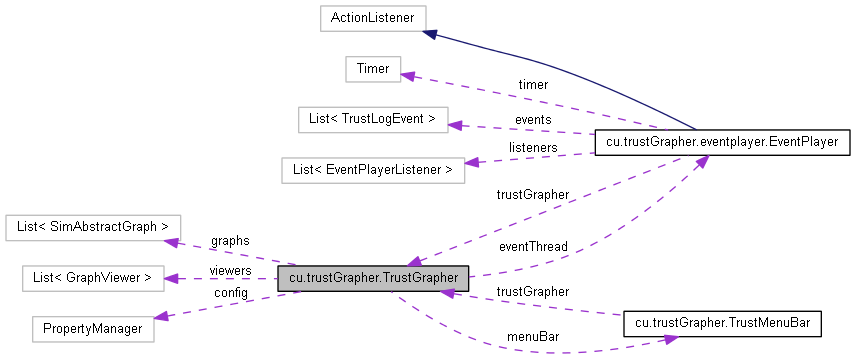 ActionListener
Timer
timer
List< TrustLogEvent >
events
cu.trustGrapher.eventplayer.EventPlayer
listeners
List< EventPlayerListener >
trustGrapher
List< SimAbstractGraph >
graphs
eventThread
List< GraphViewer >
viewers
cu.trustGrapher.TrustGrapher
config
trustGrapher
PropertyManager
cu.trustGrapher.TrustMenuBar
menuBar